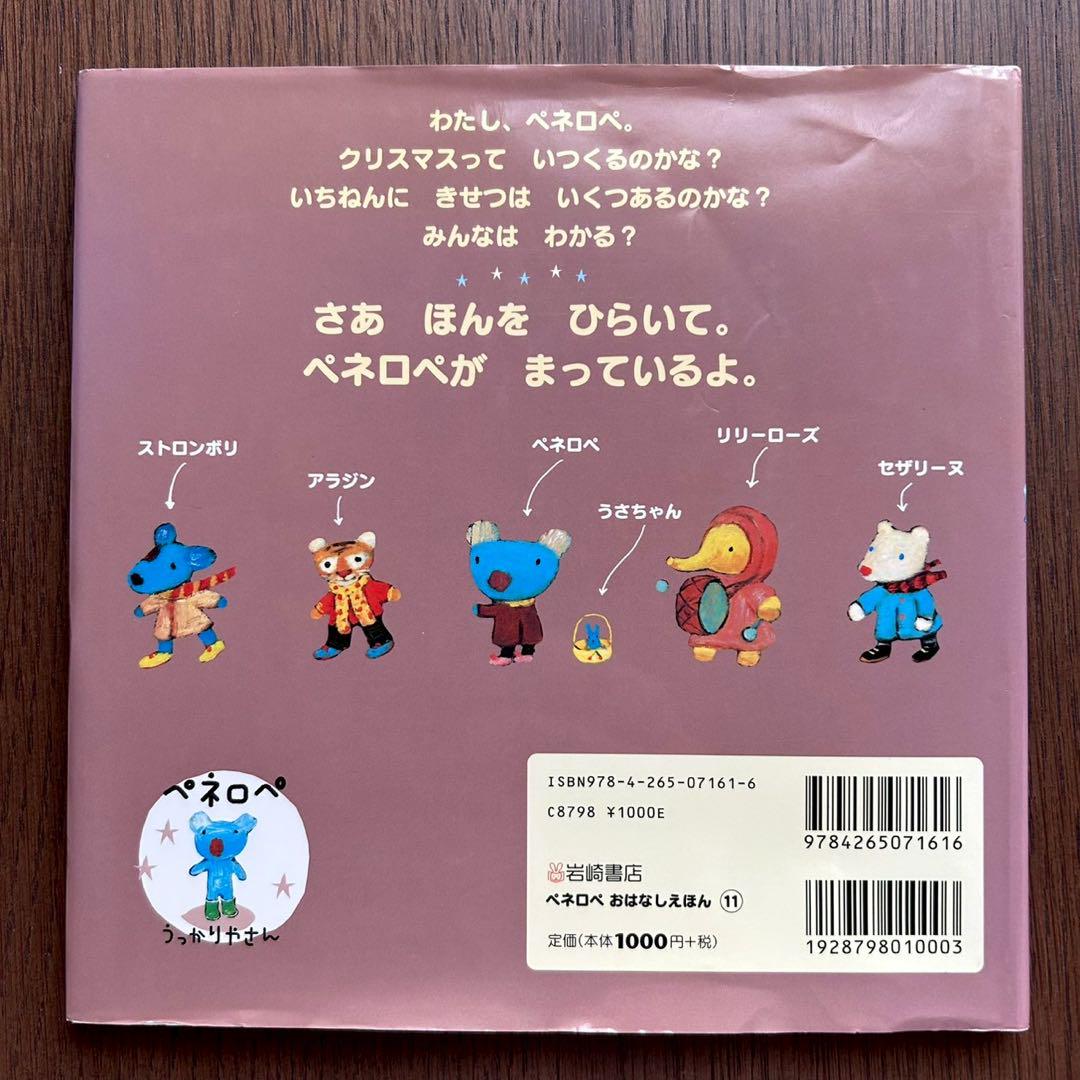 わたし、ペネロペ。
クリスマスって　いつくるのかな？
いちねんに　きせつは　いくつあるのかな？
みんなは　わかる？
さあ　ほんを　ひらいて。
ペネロペが　まっているよ。
ストロンボリ
アラジン
ペネロペ
うさちゃん
リリーローズ
セザリーヌ
ペネロペ
うっかりやさん
ISBN978-4-265-07161-6
C8798 ¥1000E
岩崎書店
ペネロペ おはなしえほん ⑪
定価(本体1000円+税)
9784265071616
1928798010003